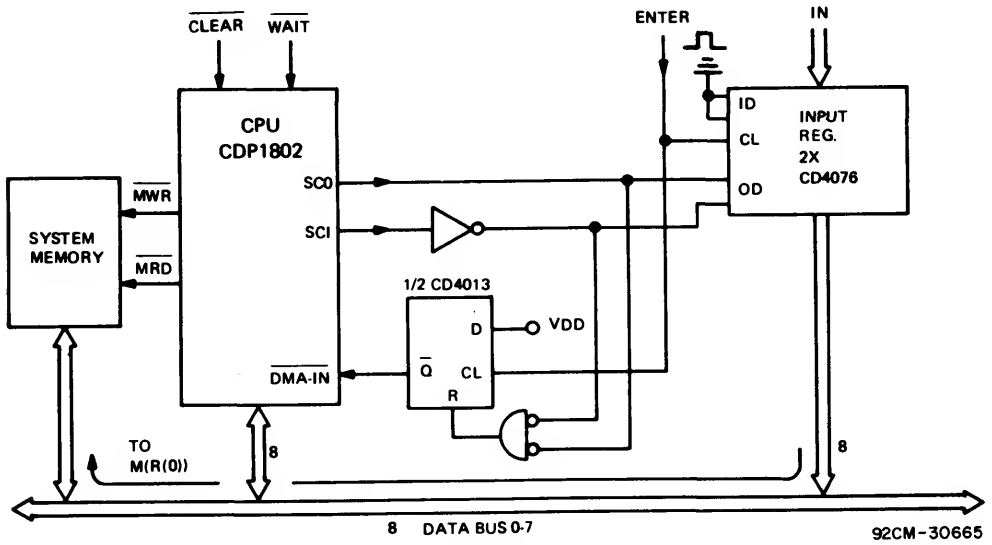 CLEAR
WAIT
ENTER
IN
CPU
CDP1802
SC0
SCI
MWR
MRD
DMA-IN
SYSTEM
MEMORY
ID
CL
OD
INPUT
REG.
2X
CD4076
1/2 CD4013
D
VDD
Q
CL
R
TO
M(R(0))
8
8
8 DATA BUS 0-7
92CM-30665